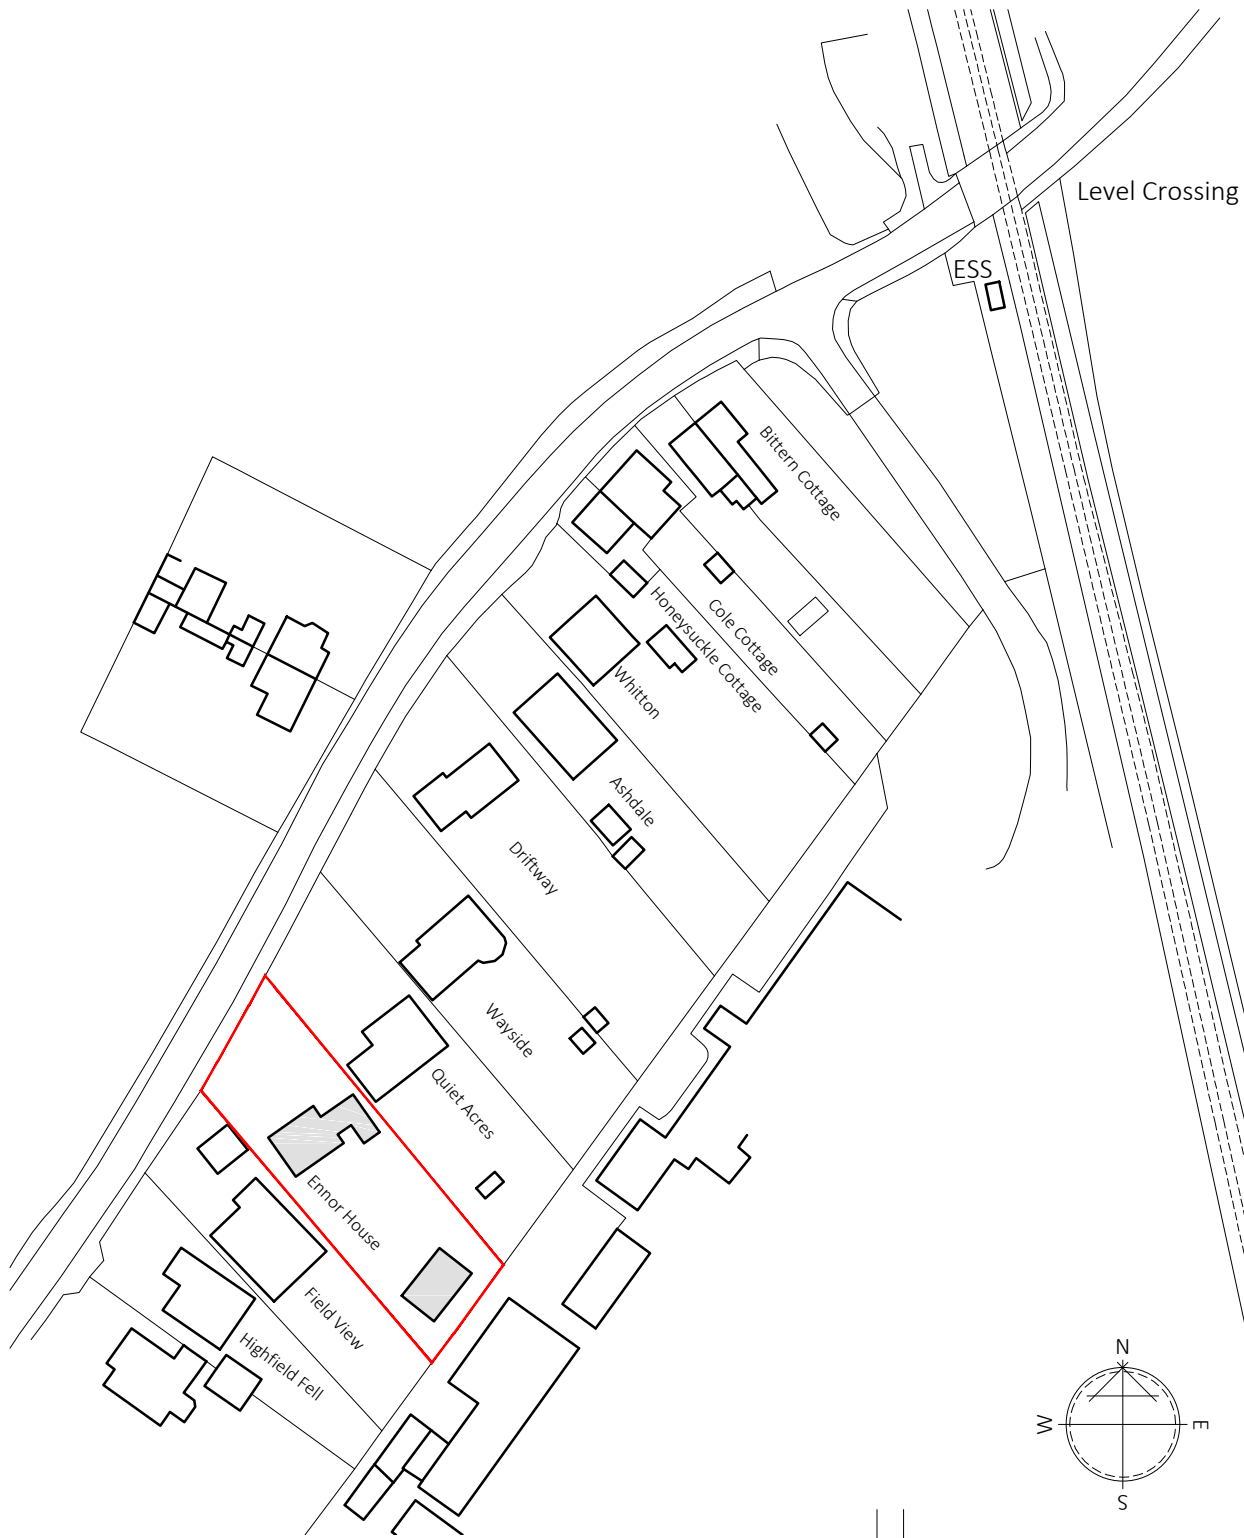 Level Crossing
ESS
Bittern Cottage
Cole Cottage
Honeysuckle Cottage
Whitton
Ashdale
Driftway
Wayside
Quiet Acres
Ennor House
Field View
Highfield Fell
N
W
E
S